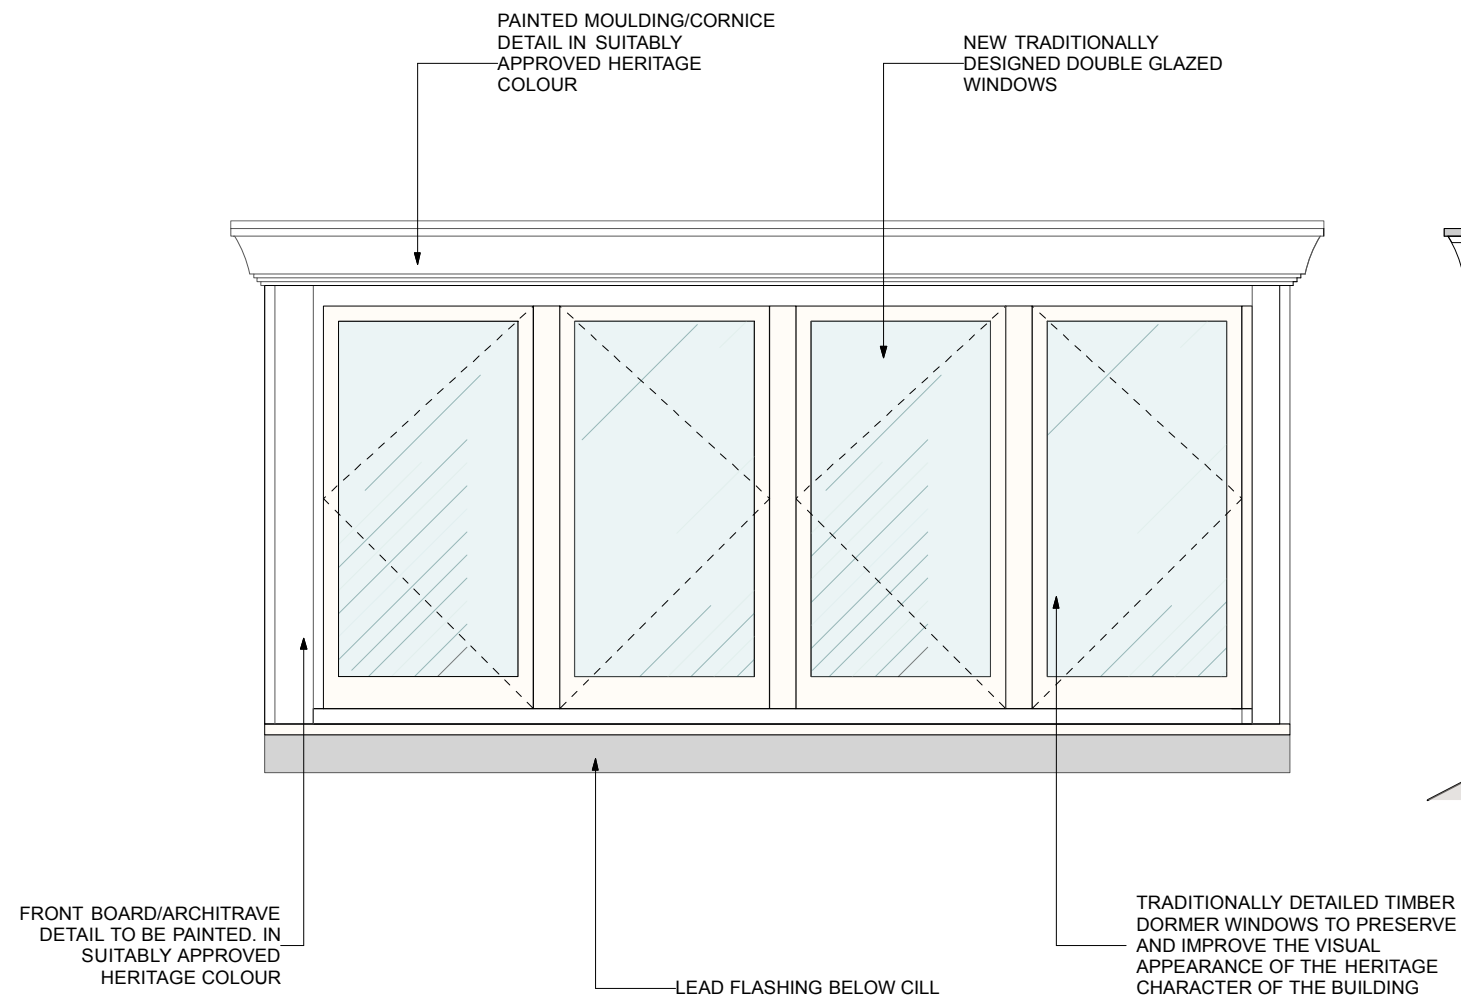 PAINTED MOULDING/CORNICE
DETAIL IN SUITABLY
APPROVED HERITAGE
COLOUR
NEW TRADITIONALLY
DESIGNED DOUBLE GLAZED
WINDOWS
FRONT BOARD/ARCHITRAVE
DETAIL TO BE PAINTED. IN
SUITABLY APPROVED
HERITAGE COLOUR
LEAD FLASHING BELOW CILL
TRADITIONALLY DETAILED TIMBER
DORMER WINDOWS TO PRESERVE
AND IMPROVE THE VISUAL
APPEARANCE OF THE HERITAGE
CHARACTER OF THE BUILDING